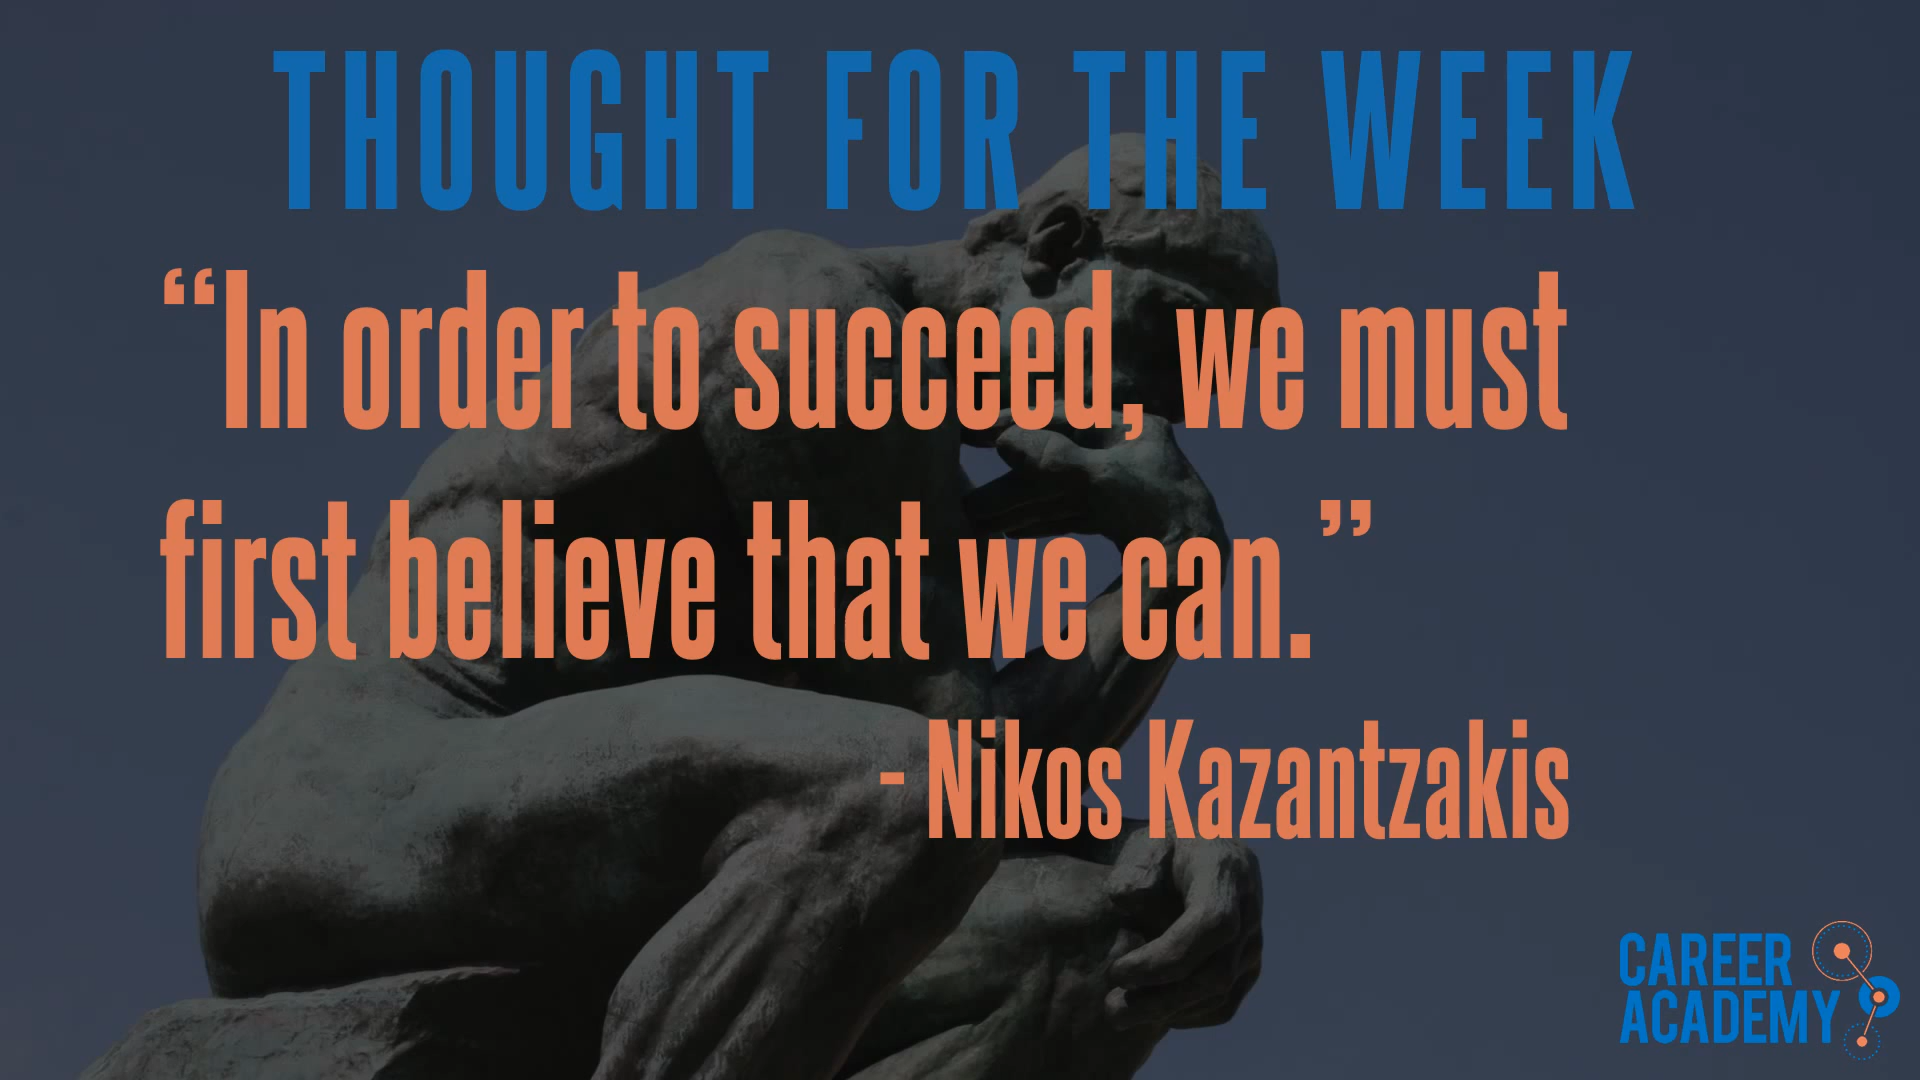 THOUGHT FOR THE WEEK
“In order to succeed, we must
first believe that we can.”
- Nikos Kazantzakis
CAREER
ACADEMY